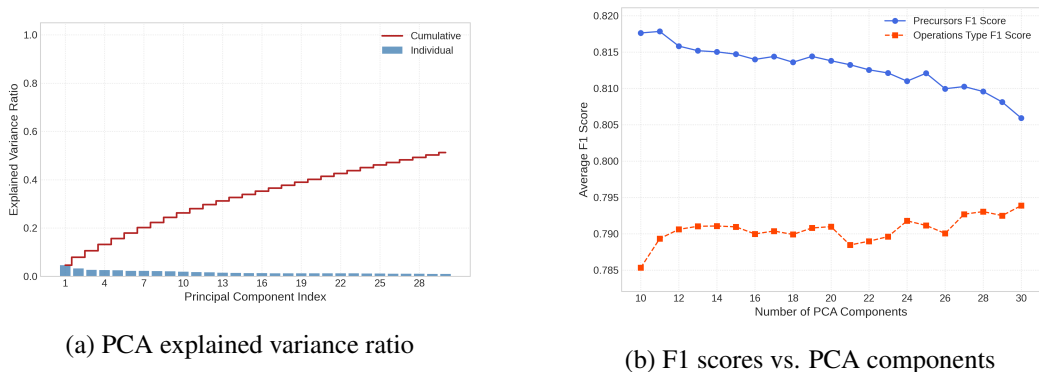 1.0
0.8
0.6
0.4
0.2
0.0
Explained Variance Ratio
Cumulative
Individual
1 4 7 10 13 16 19 22 25 28
Principal Component Index
(a) PCA explained variance ratio
0.820
0.815
0.810
0.805
0.800
0.795
0.790
0.785
Average F1 Score
Precursors F1 Score
Operations Type F1 Score
10 12 14 16 18 20 22 24 26 28 30
Number of PCA Components
(b) F1 scores vs. PCA components